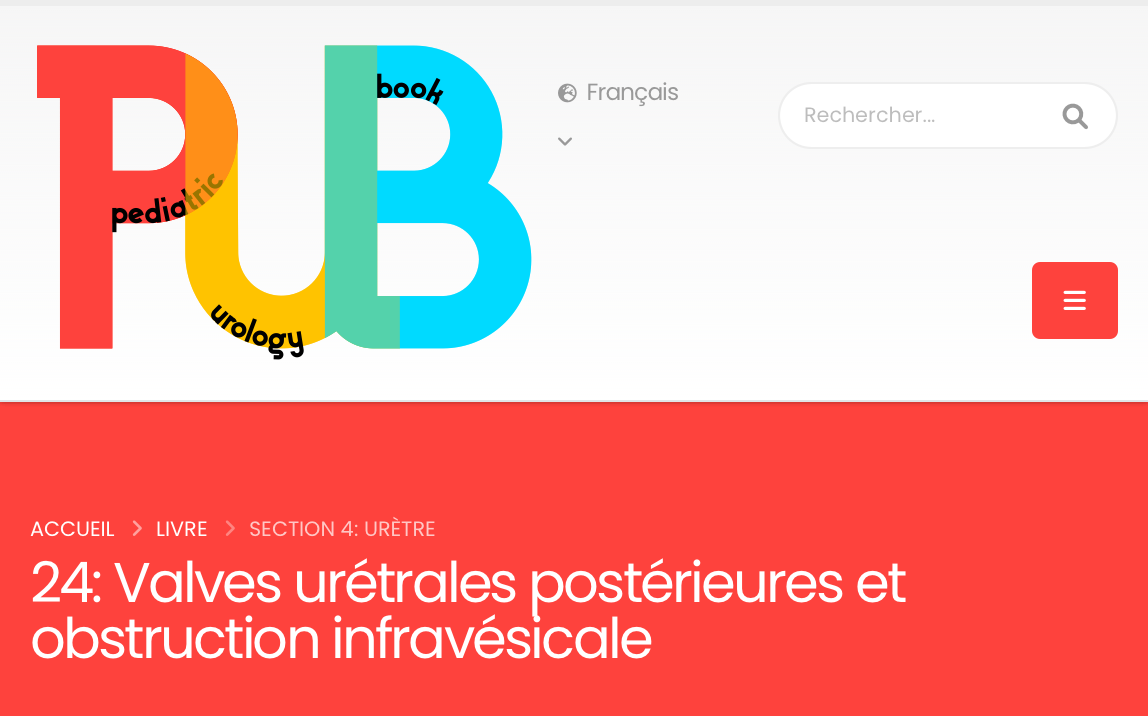 PUB
pediatric
urology
book
Français
Rechercher...
ACCUEIL > LIVRE > SECTION 4: URÈTRE
24: Valves urétrales postérieures et
obstruction infravésicale